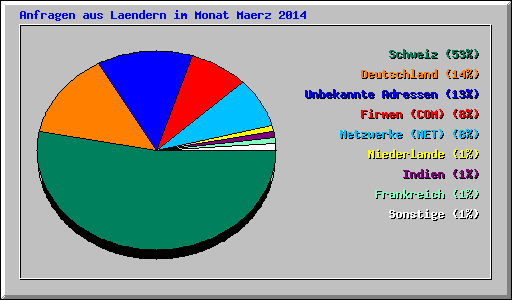 Anfragen aus Laendern im Monat Maerz 2014
Schweiz (53%)
Deutschland (14%)
Unbekannte Adressen (13%)
Firmen (COM) (8%)
Netzwerke (NET) (8%)
Niederlande (1%)
Indien (1%)
Frankreich (1%)
Sonstige (1%)